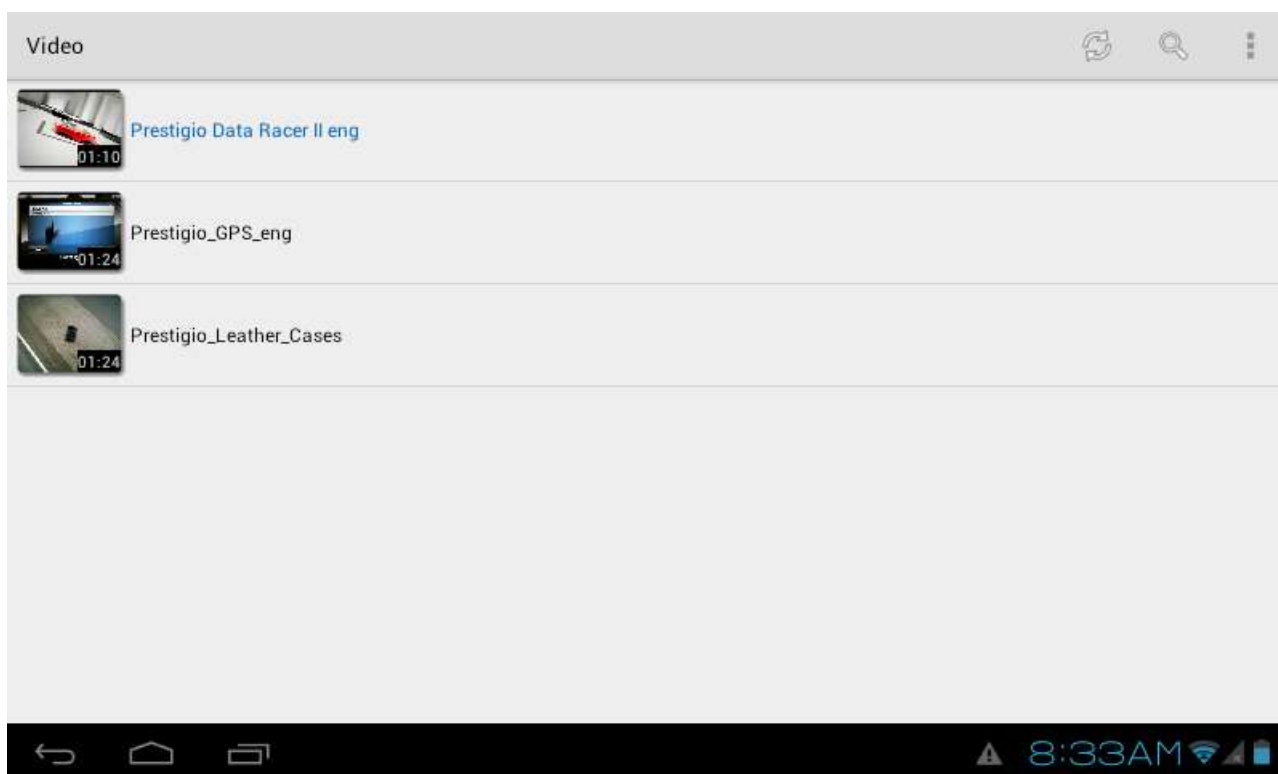 Video
01:10
Prestigio Data Racer II eng
01:24
Prestigio_GPS_eng
01:24
Prestigio_Leather_Cases
8:33AM